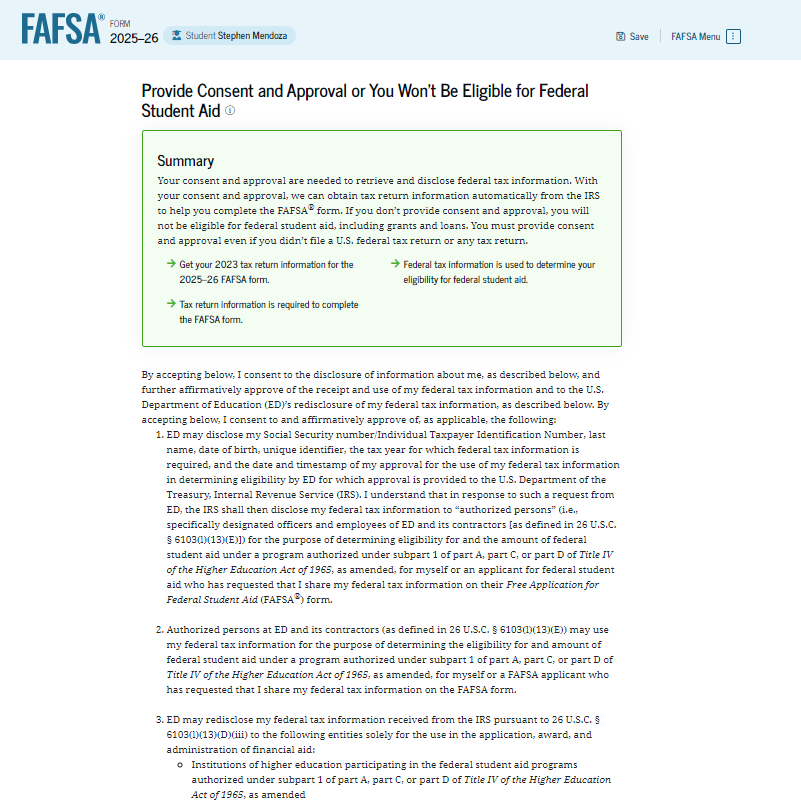 FAFSA® FORM
2025–26
Student Stephen Mendoza
Save
FAFSA Menu
Provide Consent and Approval or You Won't Be Eligible for Federal
Student Aid
Summary
Your consent and approval are needed to retrieve and disclose federal tax information. With
your consent and approval, we can obtain tax return information automatically from the IRS
to help you complete the FAFSA® form. If you don't provide consent and approval, you will
not be eligible for federal student aid, including grants and loans. You must provide consent
and approval even if you didn't file a U.S. federal tax return or any tax return.
→ Get your 2023 tax return information for the
2025–26 FAFSA form.
→ Tax return information is required to complete
the FAFSA form.
→ Federal tax information is used to determine your
eligibility for federal student aid.
By accepting below, I consent to the disclosure of information about me, as described below, and
further affirmatively approve of the receipt and use of my federal tax information and to the U.S.
Department of Education (ED)'s redisclosure of my federal tax information, as described below. By
accepting below, I consent to and affirmatively approve of, as applicable, the following:
1. ED may disclose my Social Security number/Individual Taxpayer Identification Number, last
name, date of birth, unique identifier, the tax year for which federal tax information is
required, and the date and timestamp of my approval for the use of my federal tax information
in determining eligibility by ED for which approval is provided to the U.S. Department of the
Treasury, Internal Revenue Service (IRS). I understand that in response to such a request from
ED, the IRS shall then disclose my federal tax information to “authorized persons” (i.e.,
specifically designated officers and employees of ED and its contractors [as defined in 26 U.S.C.
§ 6103(l)(13)(E)]) for the purpose of determining eligibility for and the amount of federal
student aid under a program authorized under subpart 1 of part A, part C, or part D of Title IV
of the Higher Education Act of 1965, as amended, for myself or an applicant for federal student
aid who has requested that I share my federal tax information on their Free Application for
Federal Student Aid (FAFSA®) form.
2. Authorized persons at ED and its contractors (as defined in 26 U.S.C. § 6103(l)(13)(E)) may use
my federal tax information for the purpose of determining the eligibility for and amount of
federal student aid under a program authorized under subpart 1 of part A, part C, or part D of
Title IV of the Higher Education Act of 1965, as amended, for myself or a FAFSA applicant who
has requested that I share my federal tax information on the FAFSA form.
3. ED may redisclose my federal tax information received from the IRS pursuant to 26 U.S.C. §
6103(l)(13)(D)(iii) to the following entities solely for the use in the application, award, and
administration of financial aid:
Institutions of higher education participating in the federal student aid programs
authorized under subpart 1 of part A, part C, or part D of Title IV of the Higher Education
Act of 1965, as amended